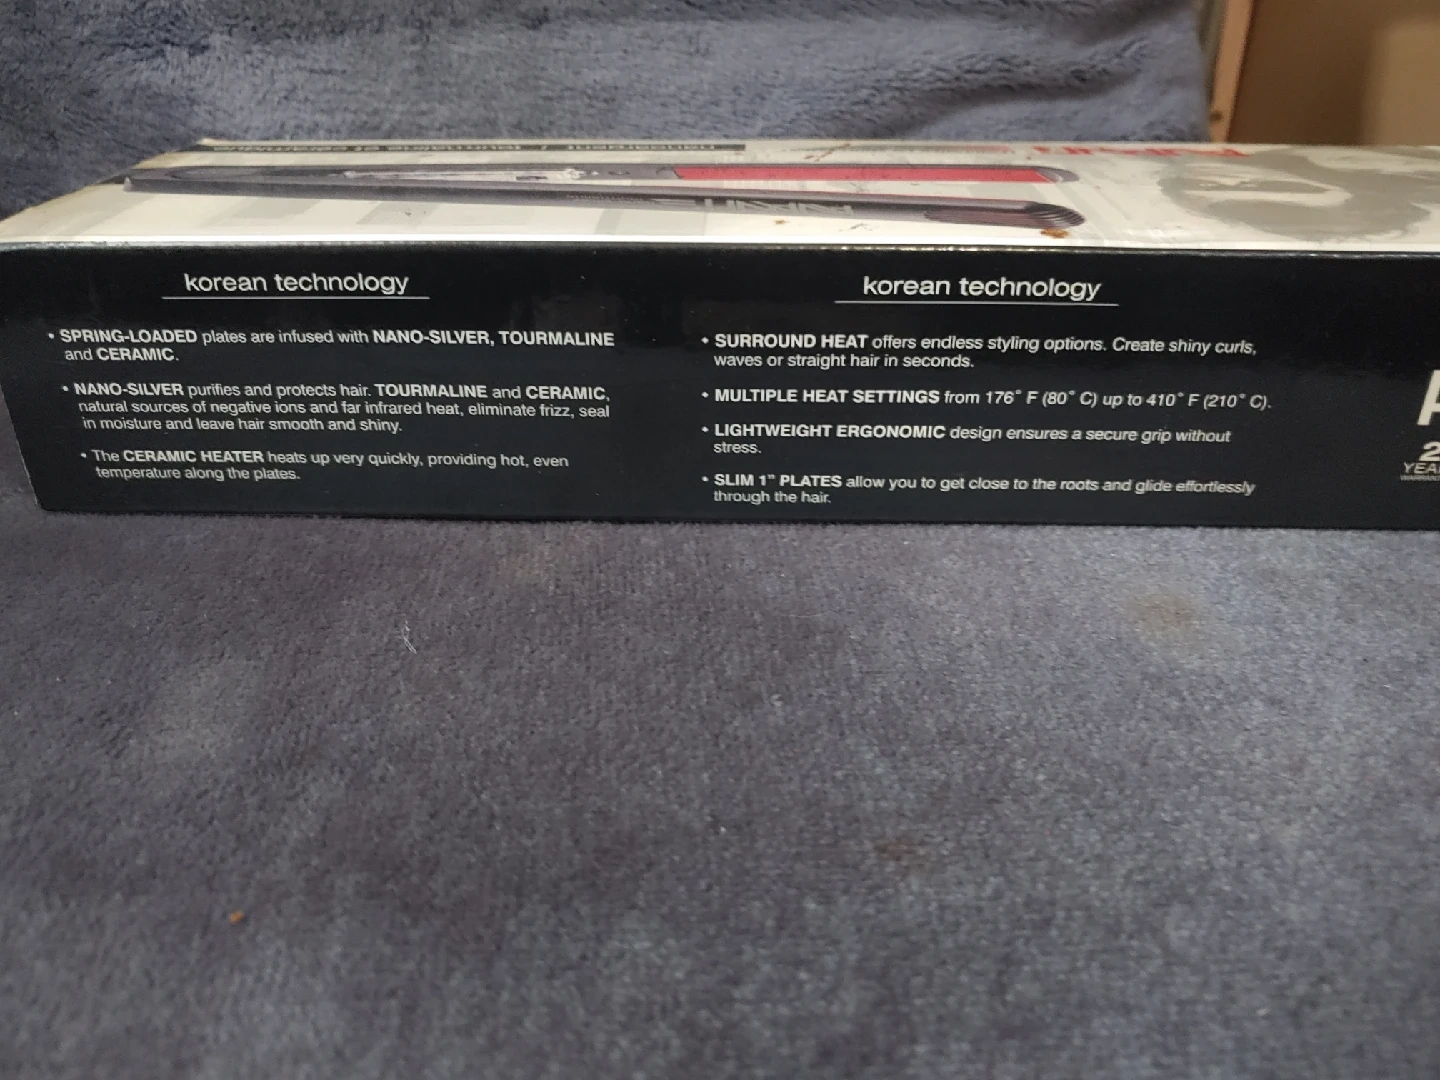 korean technology
• SPRING-LOADED plates are infused with NANO-SILVER, TOURMALINE
and CERAMIC.
• NANO-SILVER purifies and protects hair. TOURMALINE and CERAMIC,
natural sources of negative ions and far infrared heat, eliminate frizz, seal
in moisture and leave hair smooth and shiny.
• The CERAMIC HEATER heats up very quickly, providing hot, even
temperature along the plates.
korean technology
• SURROUND HEAT offers endless styling options. Create shiny curls,
waves or straight hair in seconds.
• MULTIPLE HEAT SETTINGS from 176° F (80° C) up to 410° F (210° C).
• LIGHTWEIGHT ERGONOMIC design ensures a secure grip without
stress.
• SLIM 1" PLATES allow you to get close to the roots and glide effortlessly
through the hair.
2
YEA